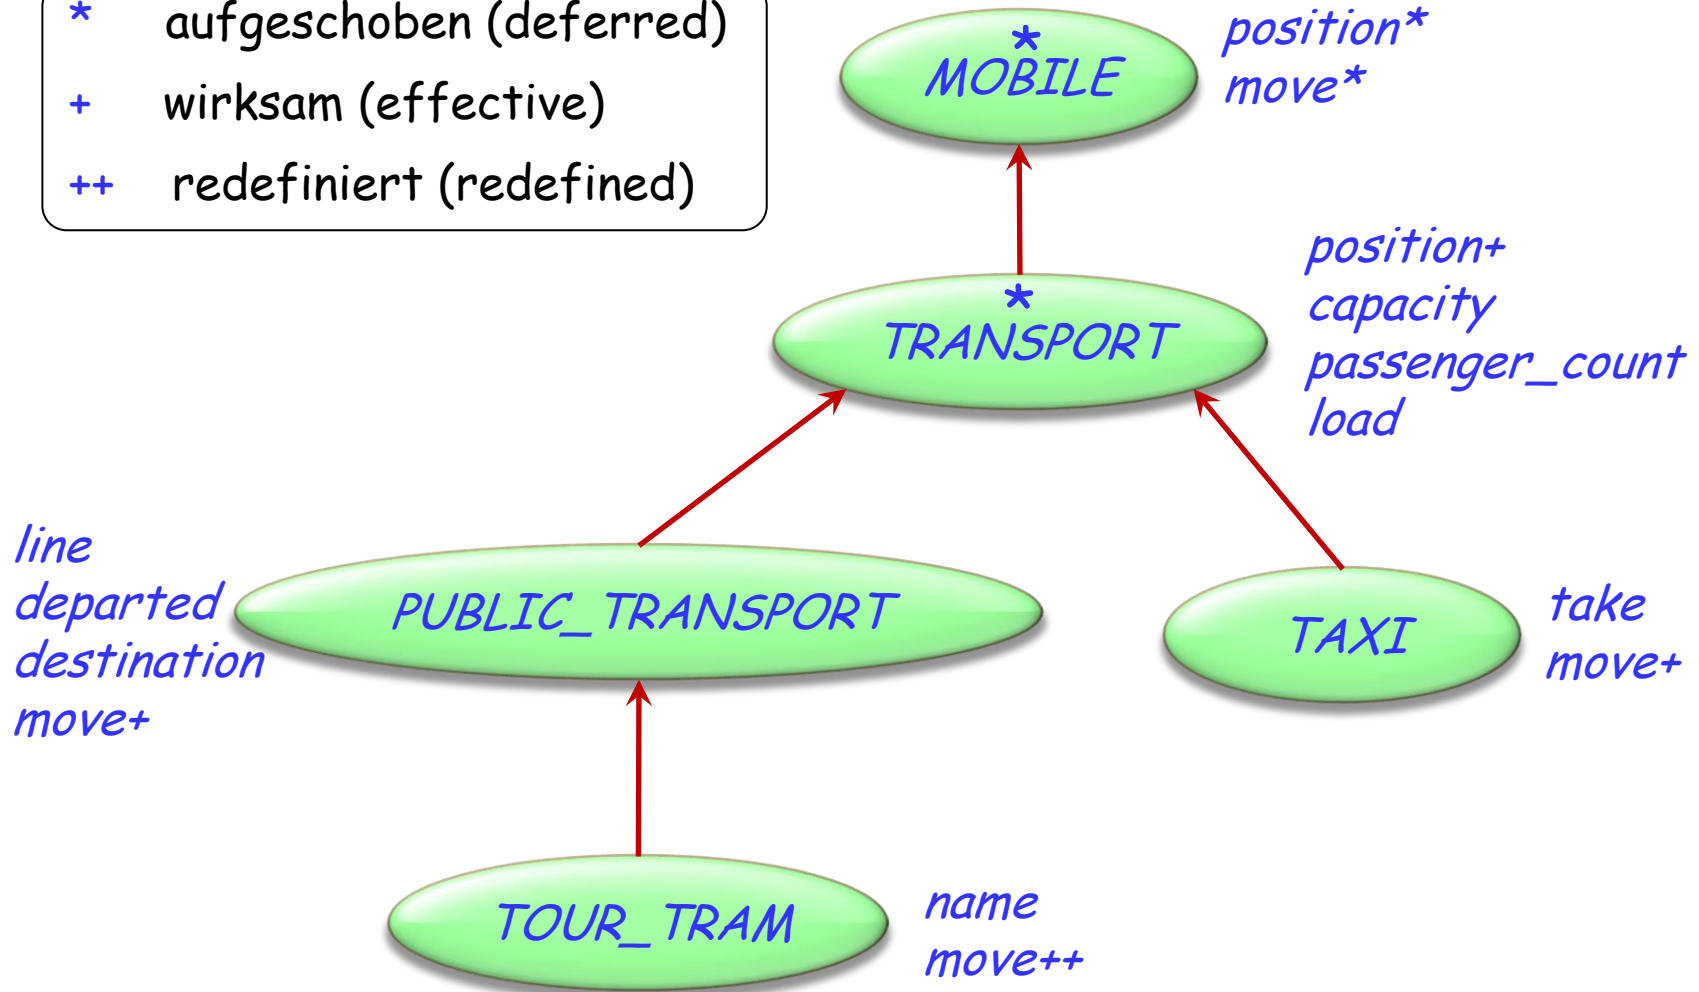 * aufgeschoben (deferred)
+ wirksam (effective)
++ redefiniert (redefined)
*
MOBILE
position*
move*
*
TRANSPORT
position+
capacity
passenger_count
load
line
departed
destination
move+
PUBLIC_TRANSPORT
TAXI
take
move+
TOUR_TRAM
name
move++